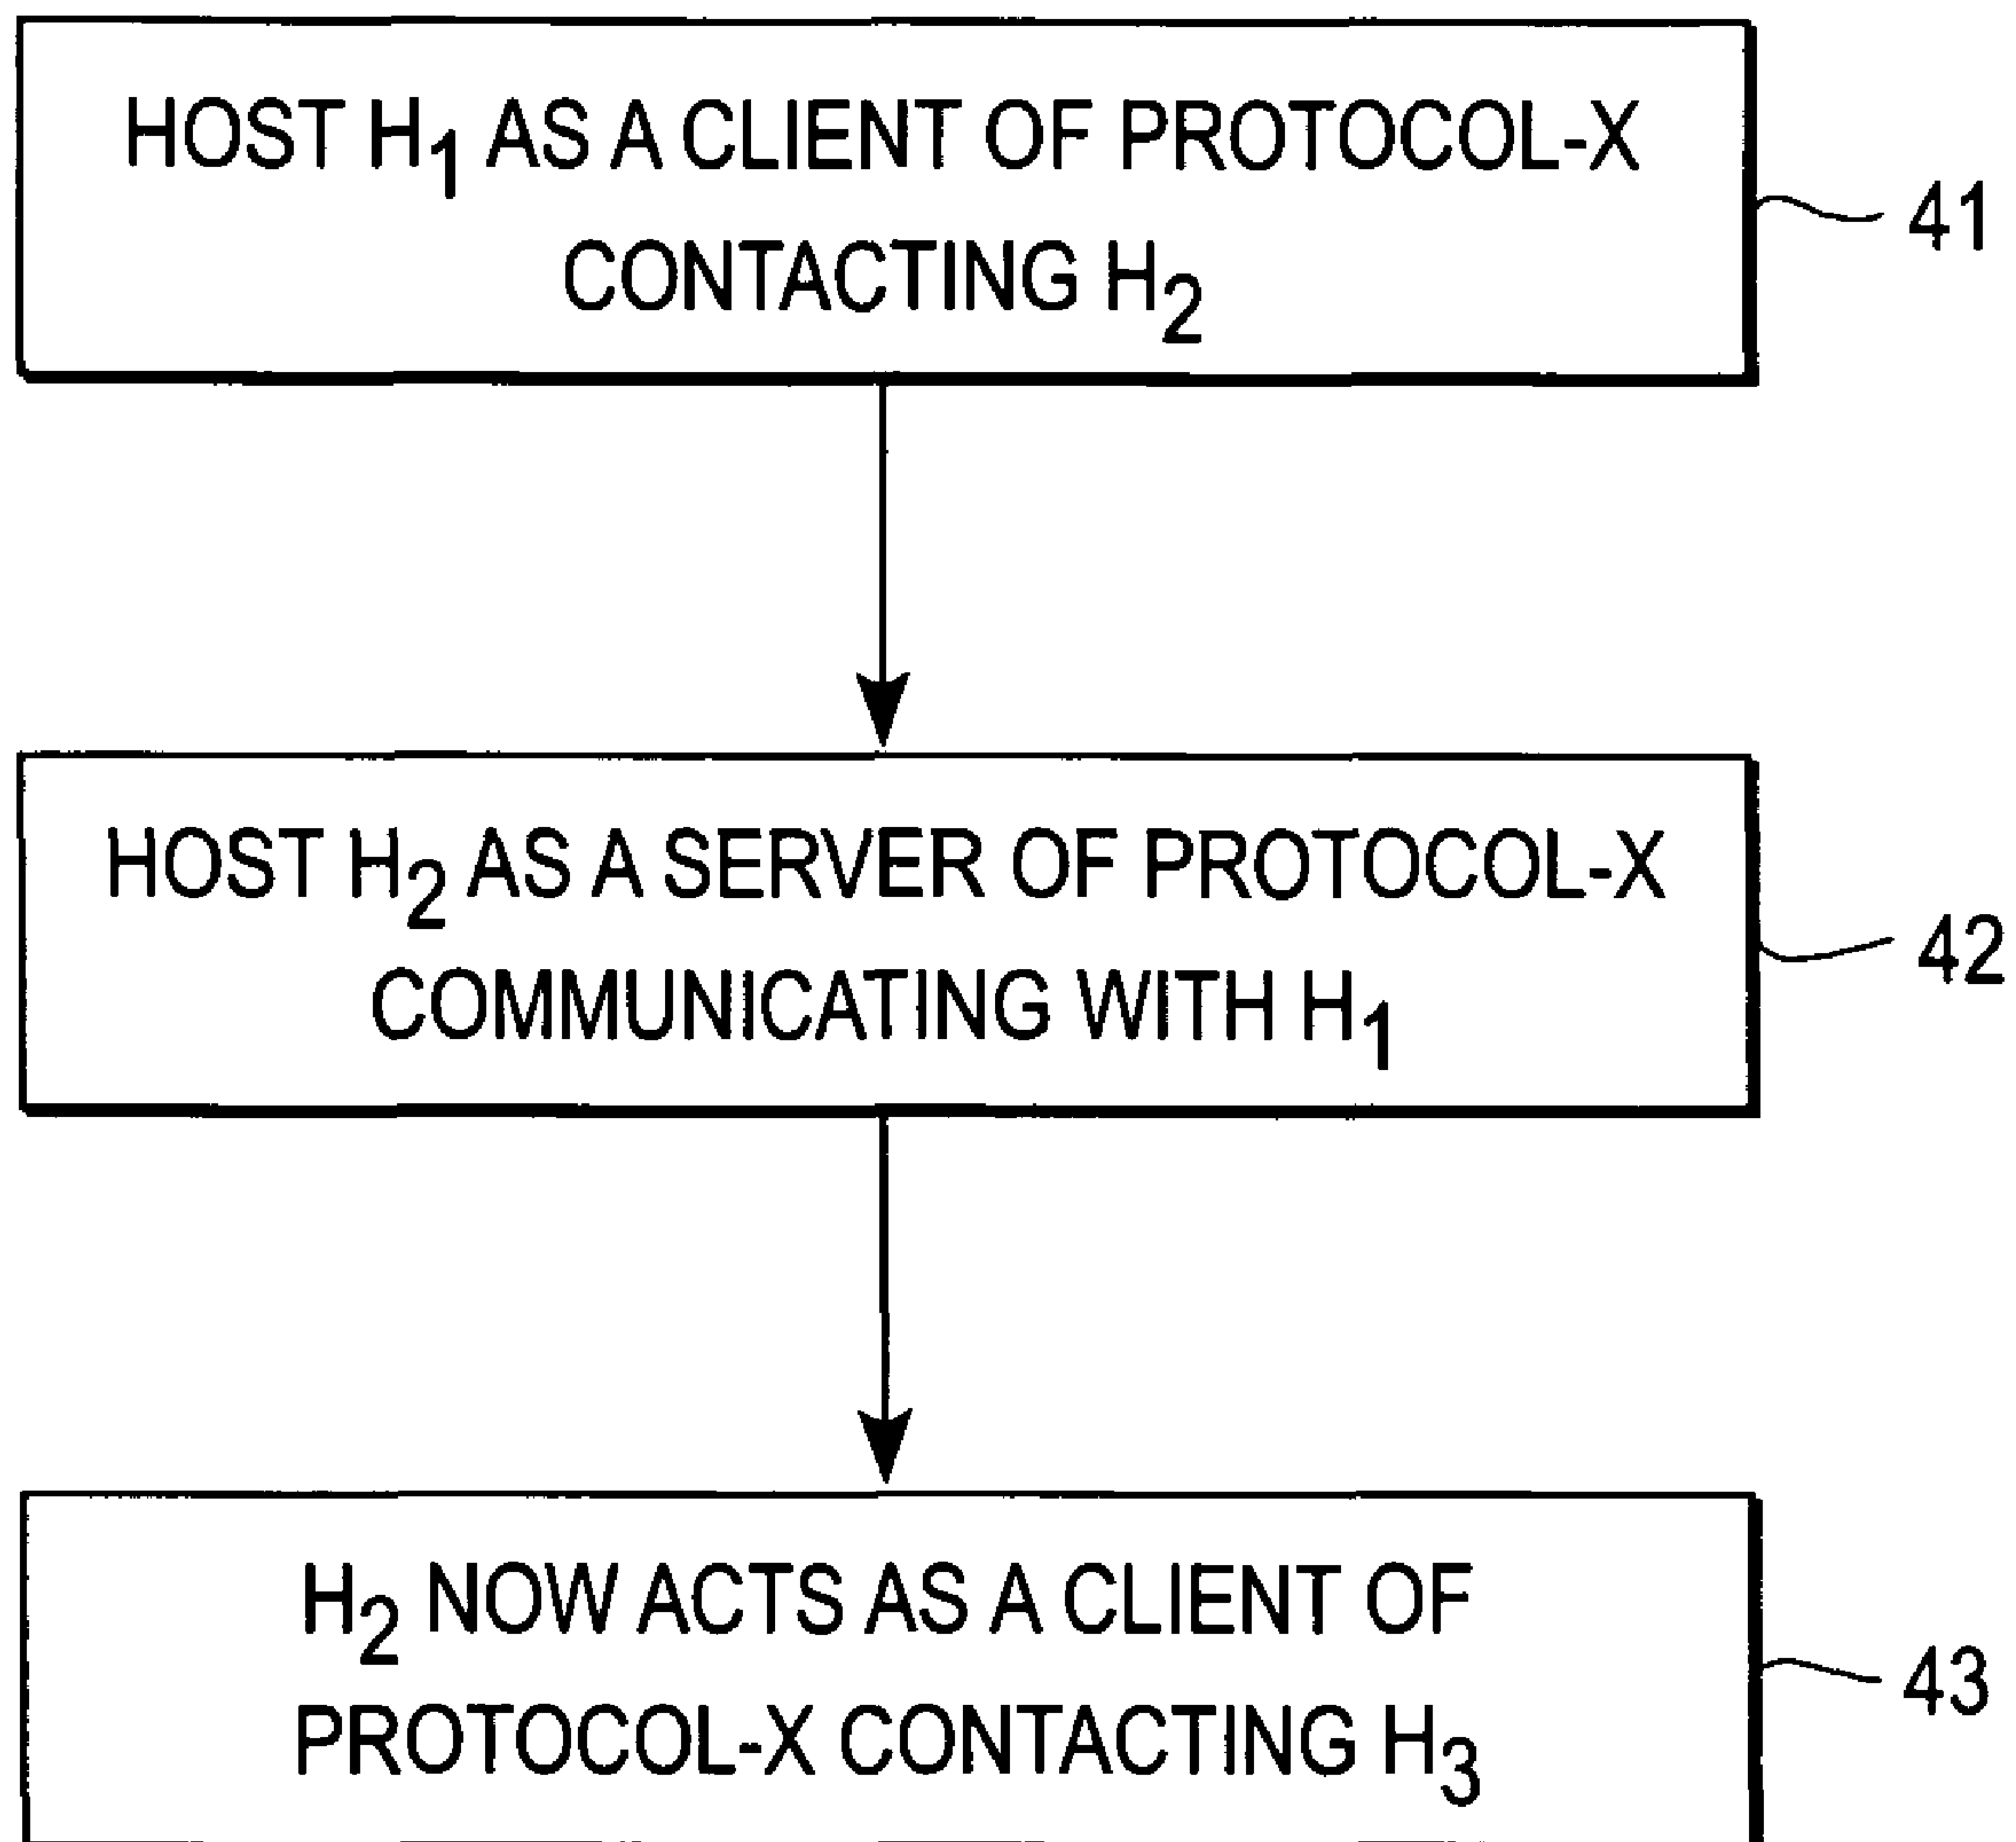 HOST H₁ AS A CLIENT OF PROTOCOL-X
CONTACTING H₂
41
HOST H₂ AS A SERVER OF PROTOCOL-X
COMMUNICATING WITH H₁
42
H₂ NOW ACTS AS A CLIENT OF
PROTOCOL-X CONTACTING H₃
43